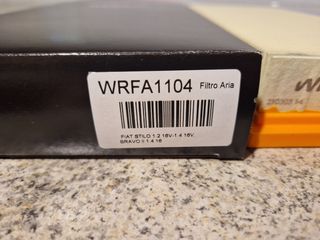 WRFA1104 Filtro Aria
FIAT STILO 1.2 16V-1.4 16V,
BRAVO II 1.4 16